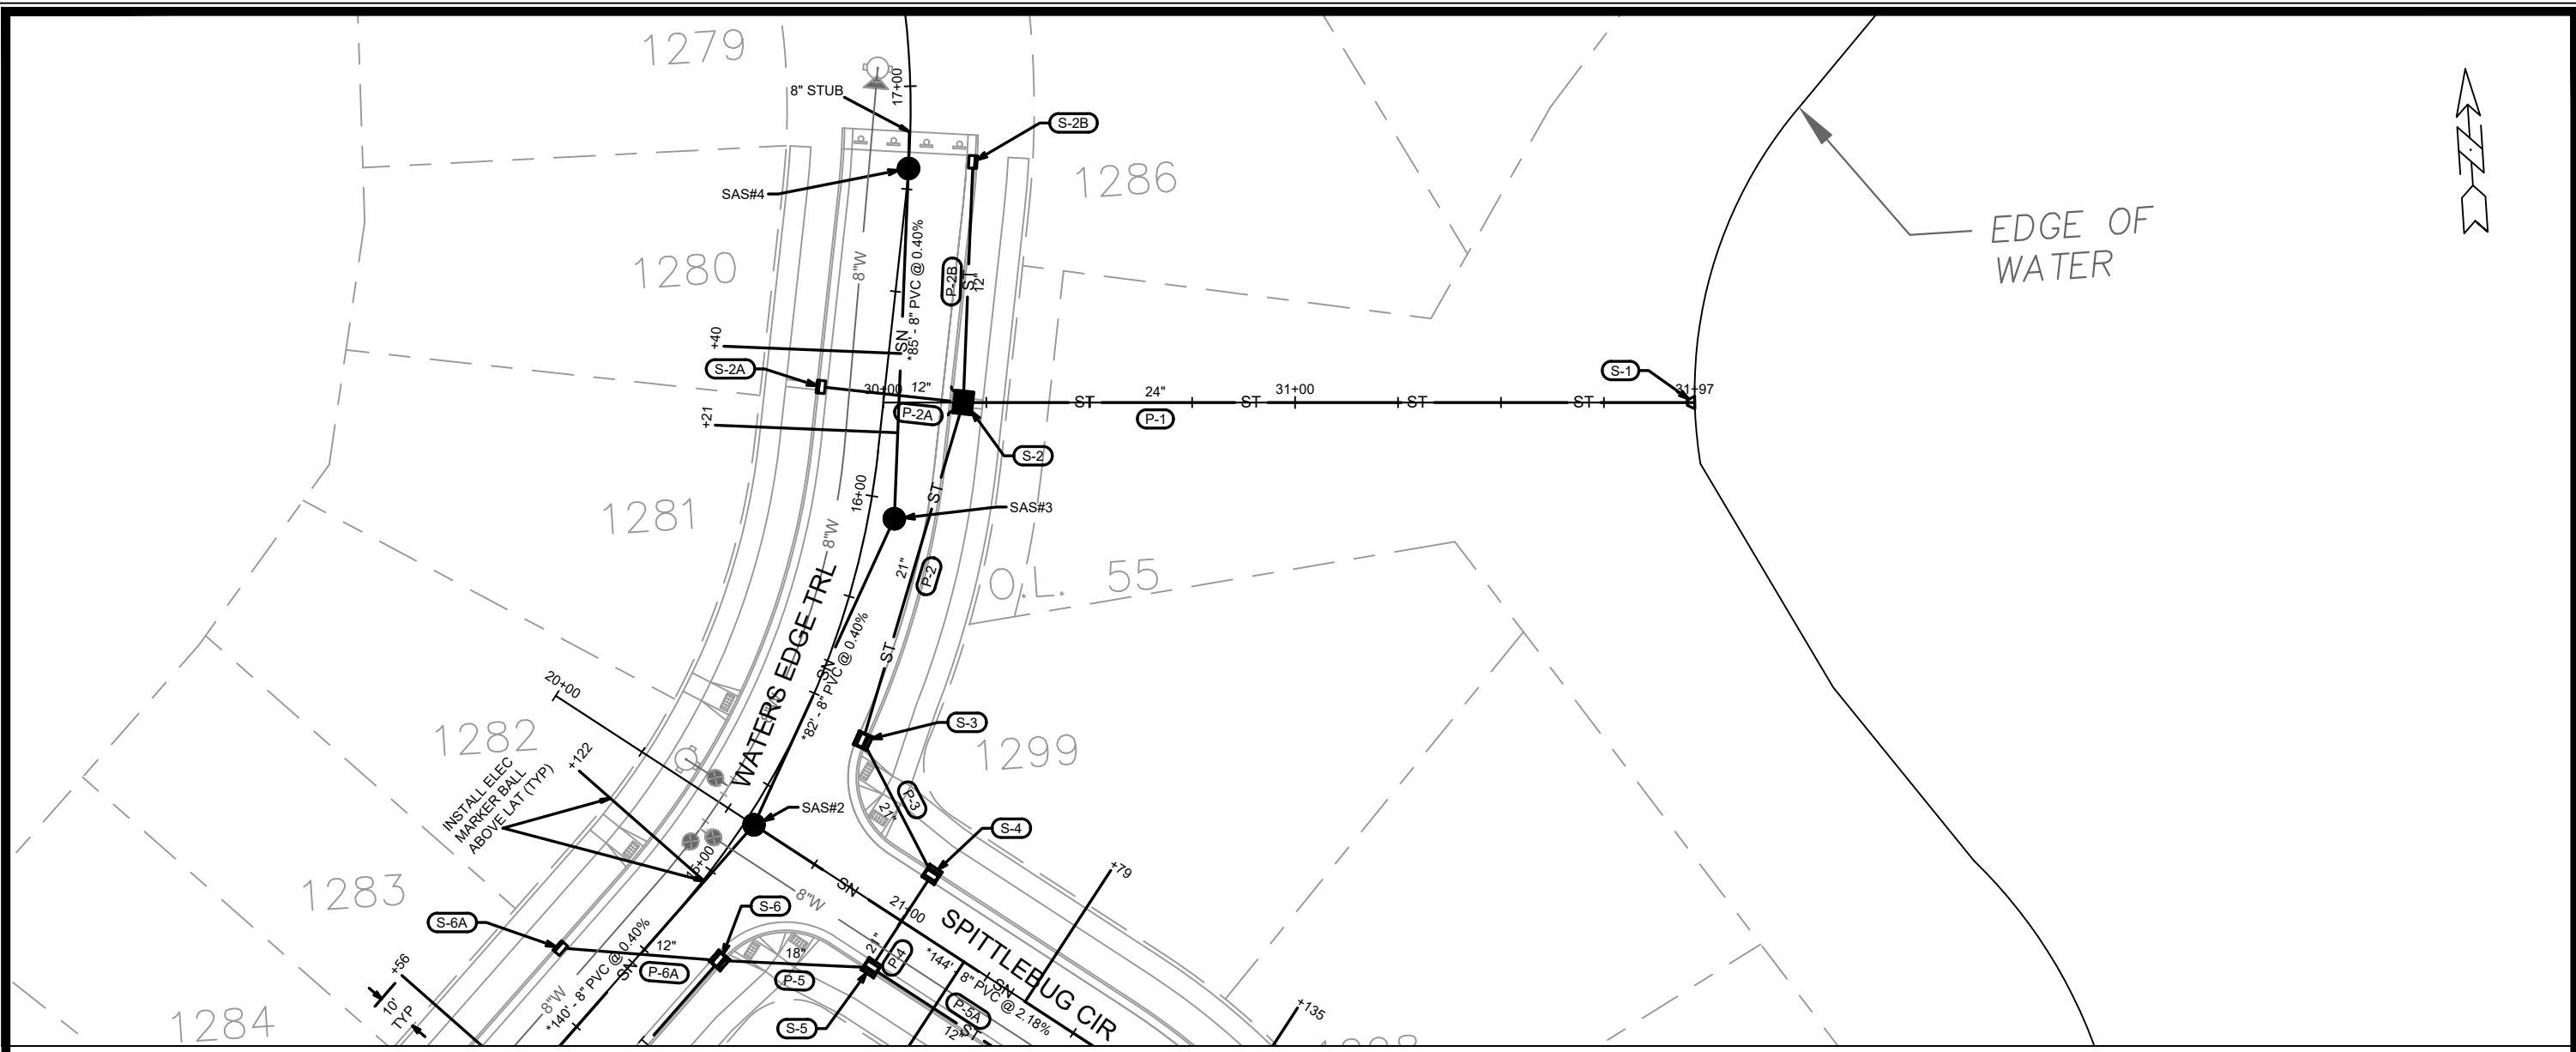 1279
8" STUB
17+00
S-2B
1286
SAS#4
EDGE OF
WATER
1280
8"W
*85' - 8" PVC @ 0.40%
SN
P-2B
ST
12"
+40
S-2A
30+00
12"
P-2A
ST
24"
P-1
31+00
ST
ST
ST
S-1
31+97
+21
S-2
16+00
ST
SAS#3
1281
8"W
21"
P-2
O.L. 55
WATERS EDGE TRL
SN
*82' - 8" PVC @ 0.40%
ST
20+00
S-3
1282
1299
+122
INSTALL ELEC
MARKER BALL
ABOVE LAT (TYP)
P-3
21"
SAS#2
S-4
15+00
+79
1283
SN
8"W
21+00
SPITTLEBUG CIR
S-6
S-6A
12"
P-6A
18"
P-5
21"
P-4
*144' - 8" PVC @ 2.18%
SN
+56
10'
TYP
8"W
*140' - 8" PVC @ 0.40%
SN
S-5
P-5A
12"
ST
+135
1284